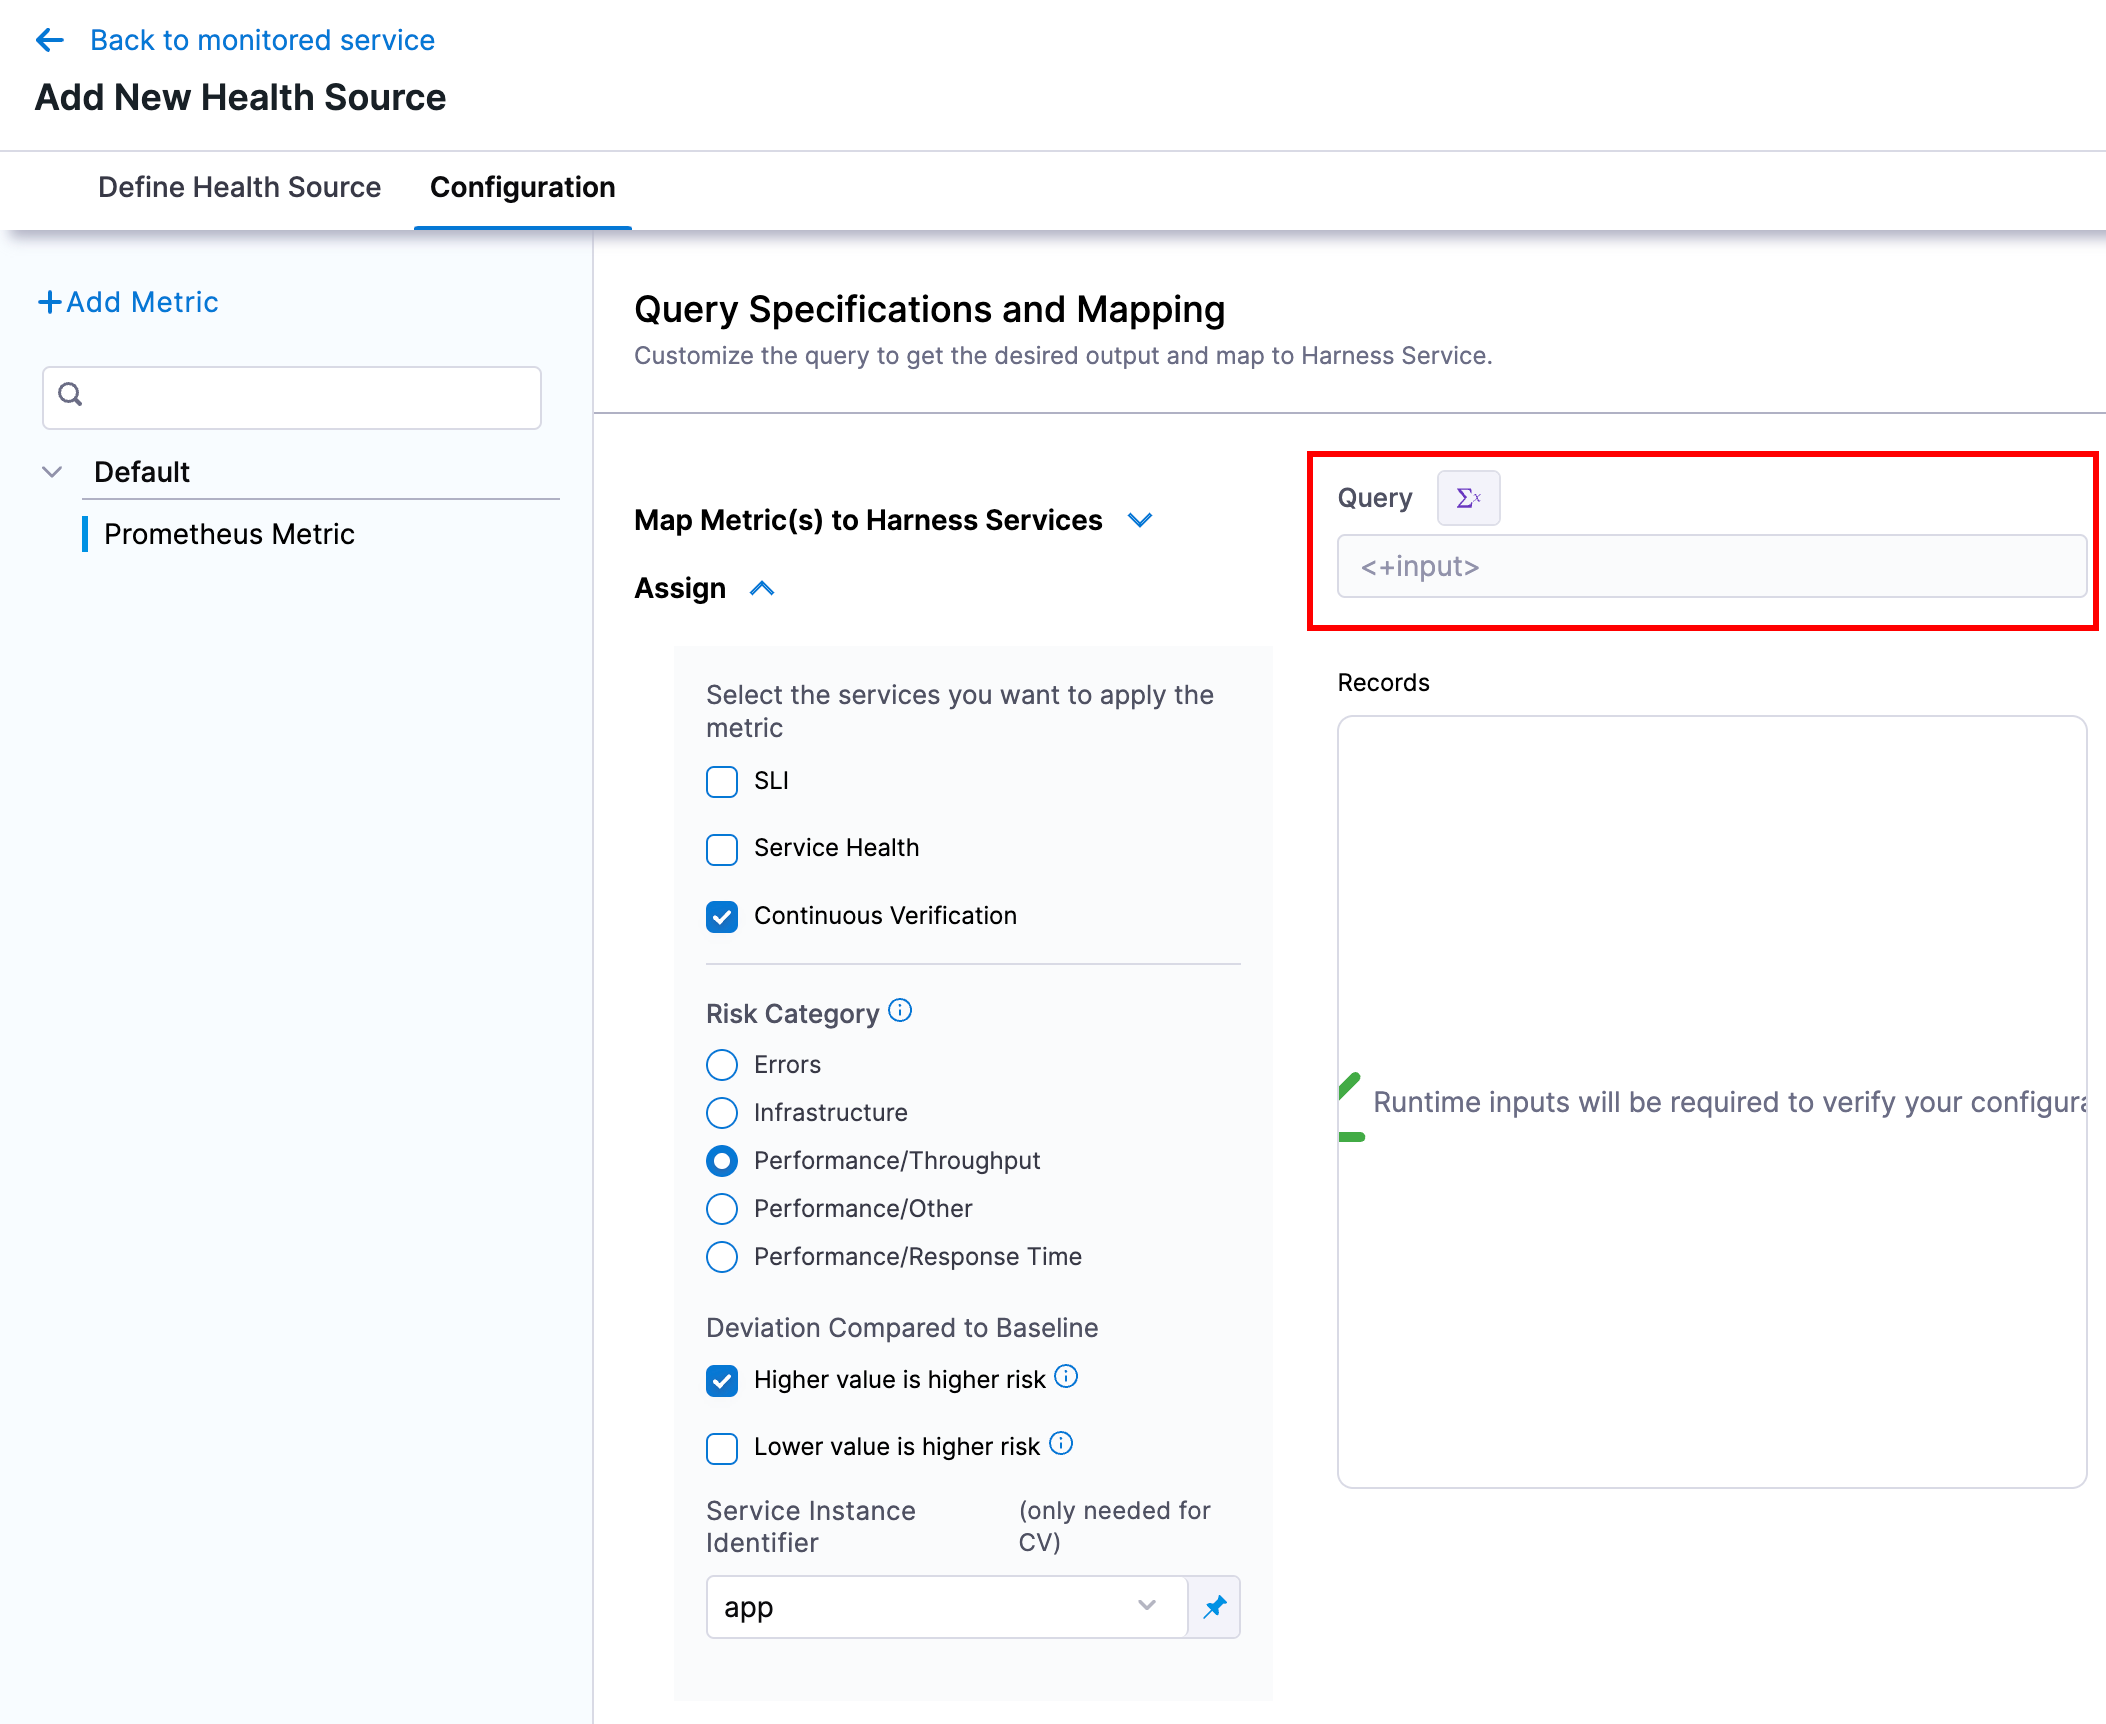 Back to monitored service
Add New Health Source
Define Health Source
Configuration
+Add Metric
Default
Prometheus Metric
Query Specifications and Mapping
Customize the query to get the desired output and map to Harness Service.
Map Metric(s) to Harness Services
Assign
Select the services you want to apply the
metric
SLI
Service Health
Continuous Verification
Risk Category
Errors
Infrastructure
Performance/Throughput
Performance/Other
Performance/Response Time
Deviation Compared to Baseline
Higher value is higher risk
Lower value is higher risk
Service Instance
Identifier
(only needed for
CV)
app
Query
Σx
<+input>
Records
Runtime inputs will be required to verify your